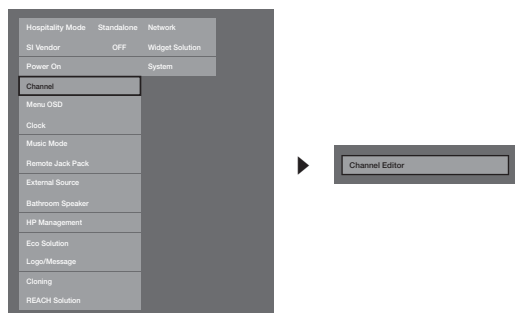 Hospitality Mode Standalone Network
SI Vendor OFF Widget Solution
Power On System
Channel
Menu OSD
Clock
Music Mode
Remote Jack Pack
External Source
Bathroom Speaker
HP Management
Eco Solution
Logo/Message
Cloning
REACH Solution
Channel Editor